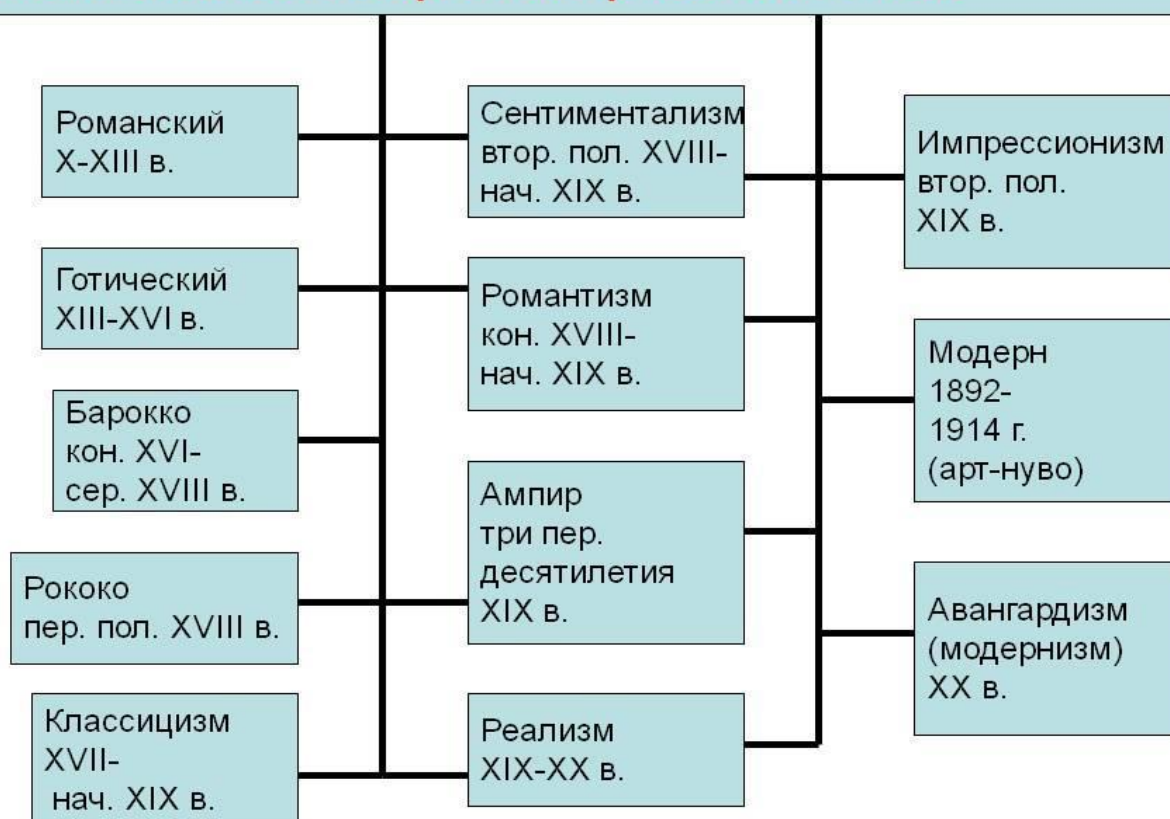 Романский
X-XIII в.
Готический
XIII-XVI в.
Барокко
кон. XVI-
сер. XVIII в.
Рококо
пер. пол. XVIII в.
Классицизм
XVII-
нач. XIX в.
Сентиментализм
втор. пол. XVIII-
нач. XIX в.
Романтизм
кон. XVIII-
нач. XIX в.
Ампир
три пер.
десятилетия
XIX в.
Реализм
XIX-XX в.
Импрессионизм
втор. пол.
XIX в.
Модерн
1892-
1914 г.
(арт-нуво)
Авангардизм
(модернизм)
XX в.